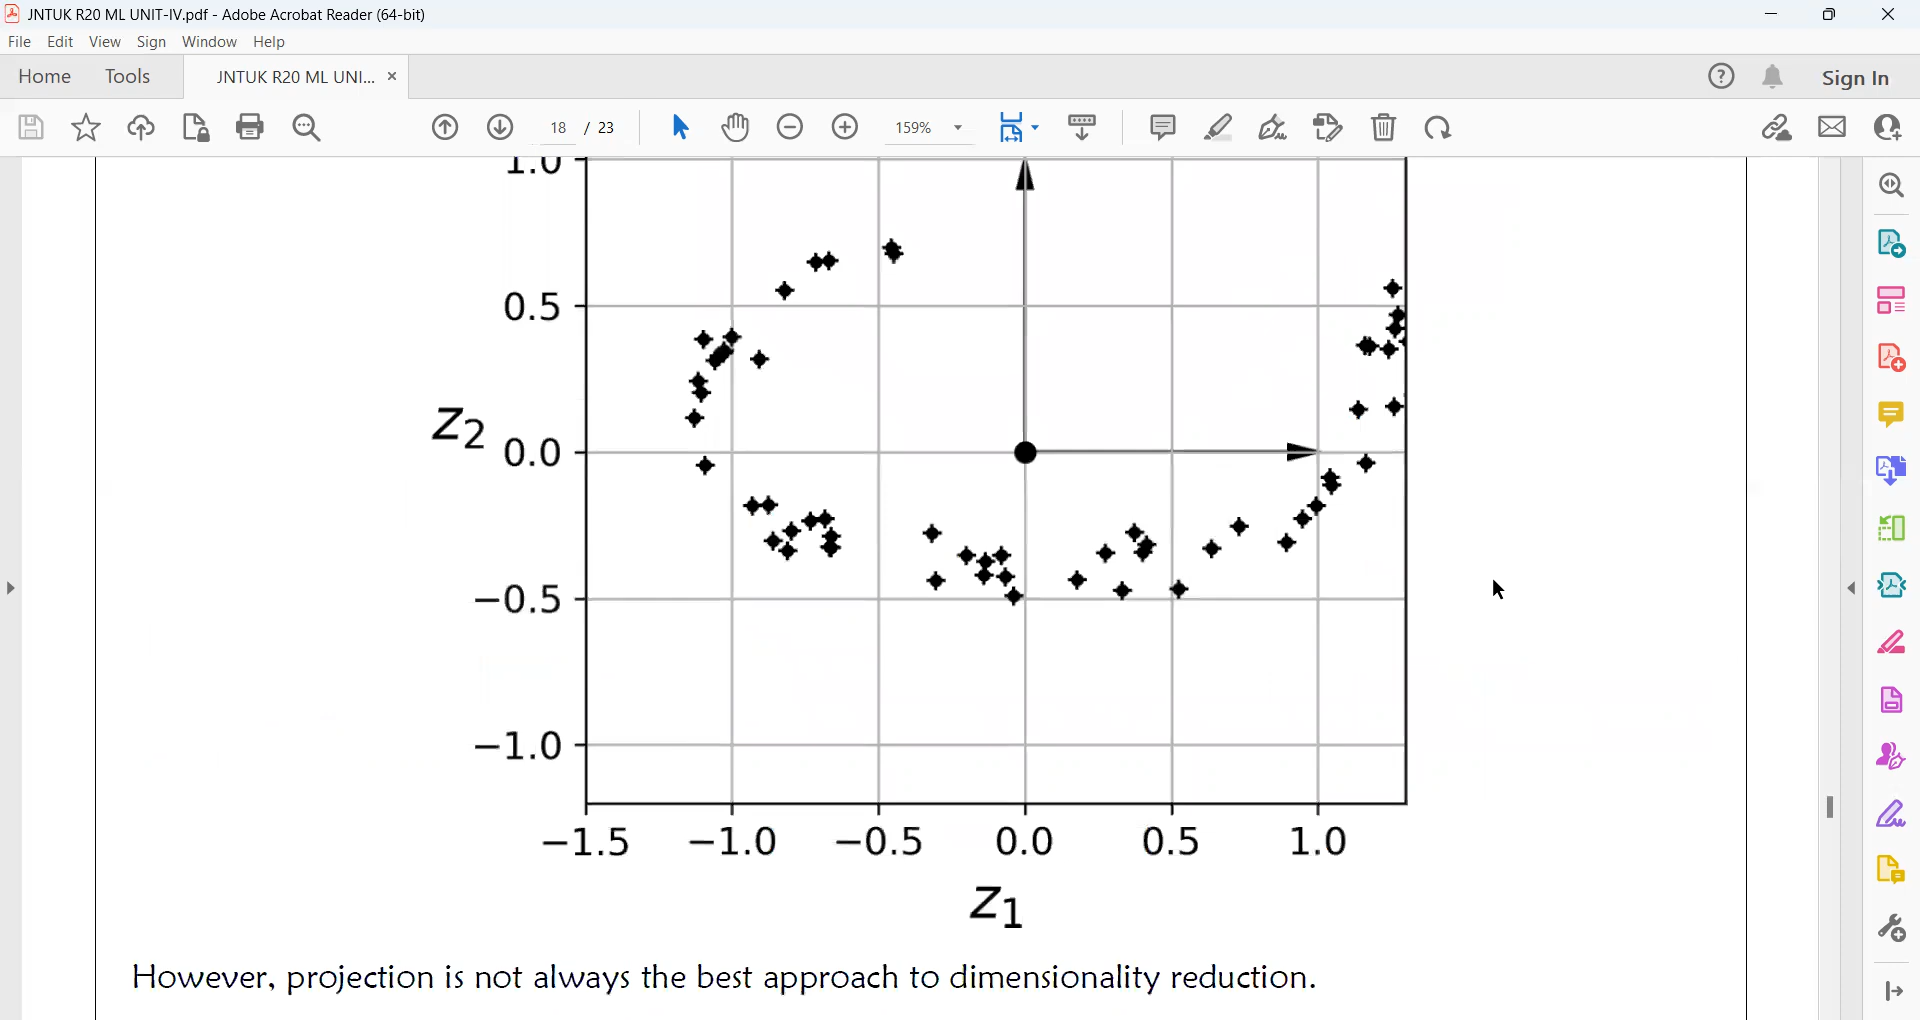 JNTUK R20 ML UNIT-IV.pdf - Adobe Acrobat Reader (64-bit)
File Edit View Sign Window Help
Home Tools JNTUK R20 ML UNI... × Sign In
18 / 23 159%
1.0
0.5
z2 0.0
−0.5
−1.0
−1.5 −1.0 −0.5 0.0 0.5 1.0
z1
However, projection is not always the best approach to dimensionality reduction.